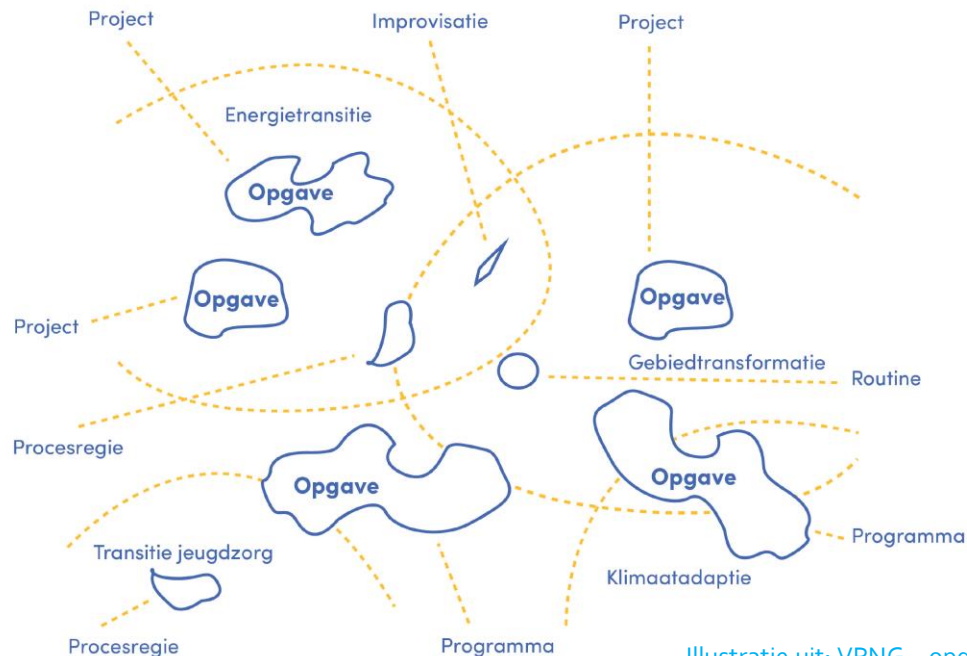 Project
Improvisatie
Project
Energietransitie
Opgave
Opgave
Opgave
Project
Gebiedtransformatie
Routine
Procesregie
Opgave
Opgave
Programma
Transitie jeugdzorg
Klimaatadaptie
Procesregie
Programma
Illustratie uit: VPNG